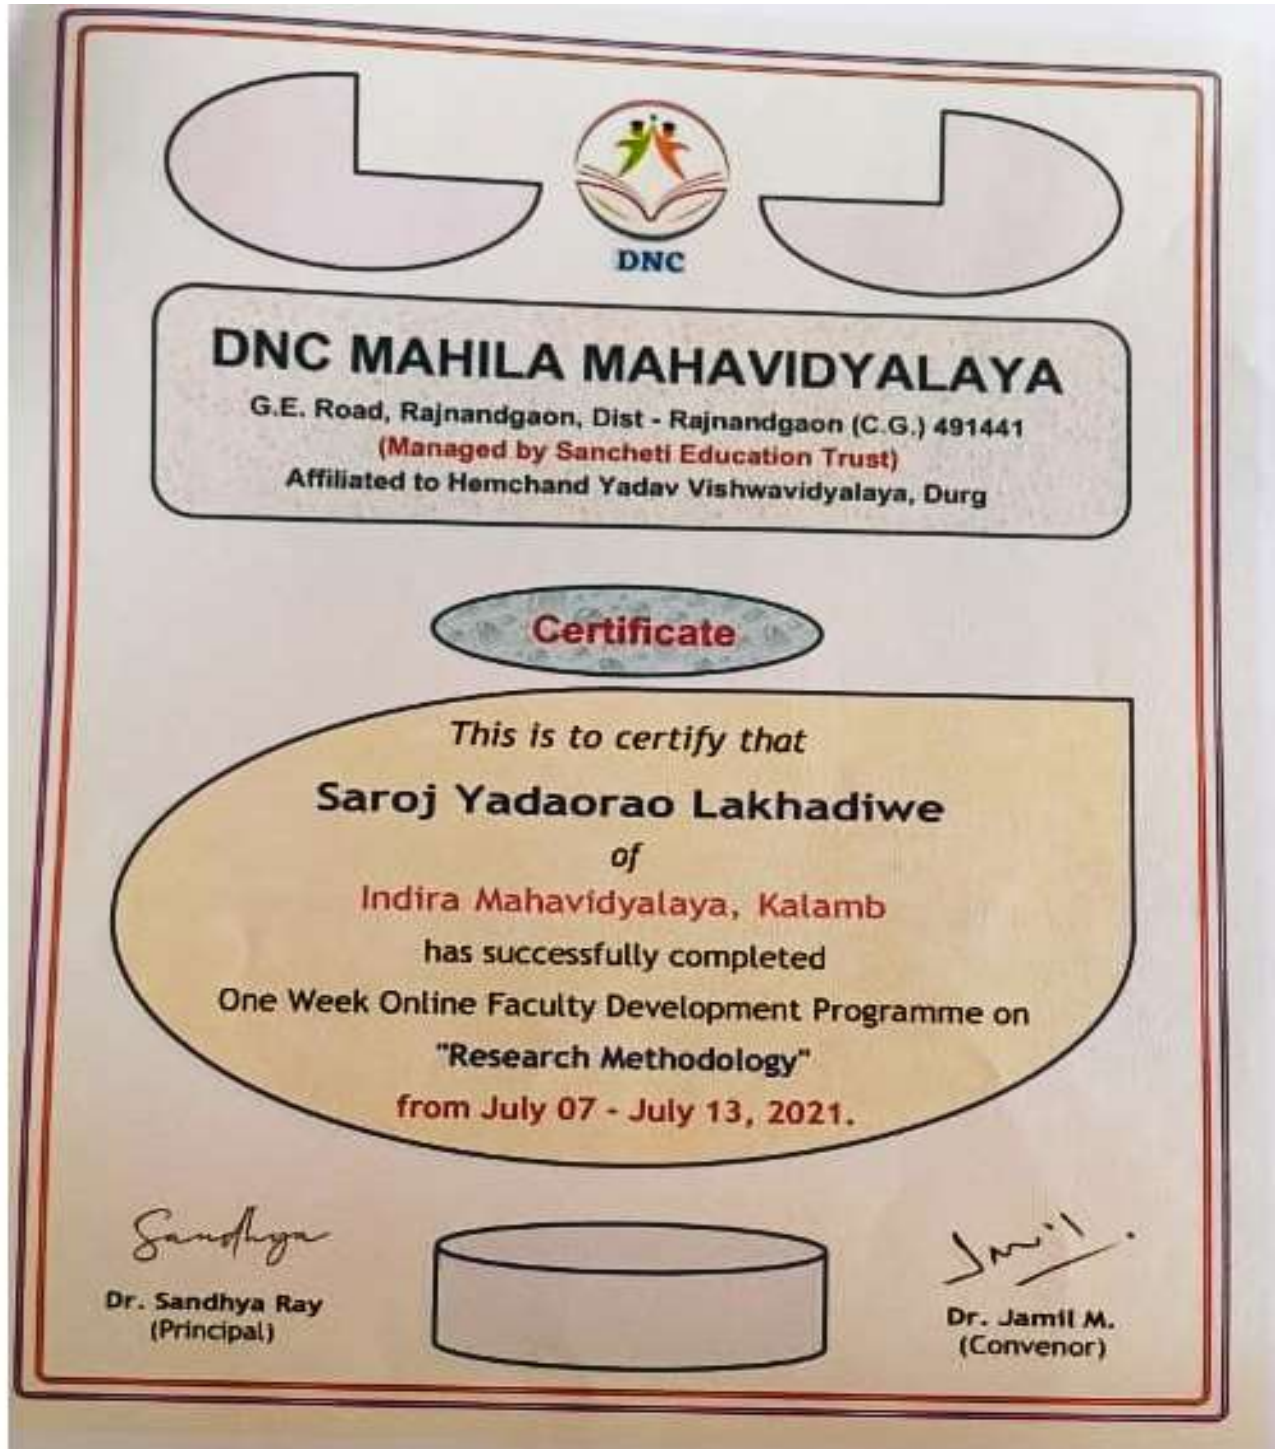 DNC
DNC MAHILA MAHAVIDYALAYA
G.E. Road, Rajnandgaon, Dist - Rajnandgaon (C.G.) 491441
(Managed by Sancheti Education Trust)
Affiliated to Hemchand Yadav Vishwavidyalaya, Durg
Certificate
This is to certify that
Saroj Yadaorao Lakhadiwe
of
Indira Mahavidyalaya, Kalamb
has successfully completed
One Week Online Faculty Development Programme on
"Research Methodology"
from July 07 - July 13, 2021.
Sandhya
Jamil
Dr. Sandhya Ray
(Principal)
Dr. Jamil M.
(Convenor)